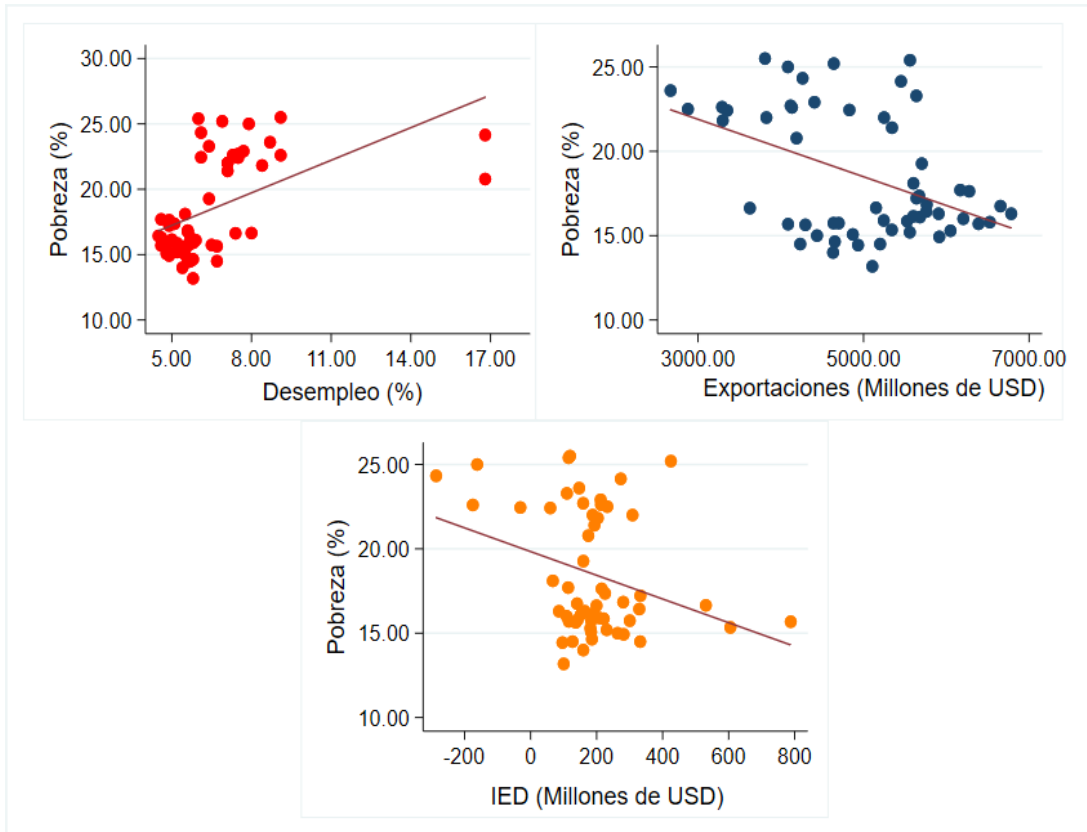 30.00
25.00
20.00
15.00
10.00
Pobreza (%)
5.00 8.00 11.00 14.00 17.00
Desempleo (%)
25.00
20.00
15.00
10.00
Pobreza (%)
3000.00 5000.00 7000.00
Exportaciones (Millones de USD)
25.00
20.00
15.00
10.00
Pobreza (%)
-200 0 200 400 600 800
IED (Millones de USD)